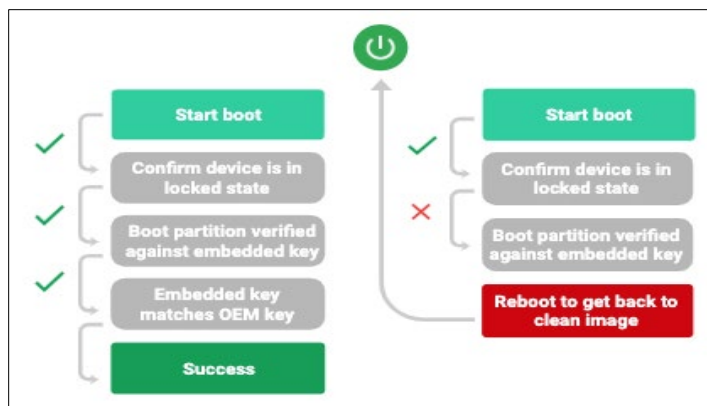 Start boot
Confirm device is in
locked state
Boot partition verified
against embedded key
Embedded key
matches OEM key
Success
Start boot
Confirm device is in
locked state
Boot partition verified
against embedded key
Reboot to get back to
clean image